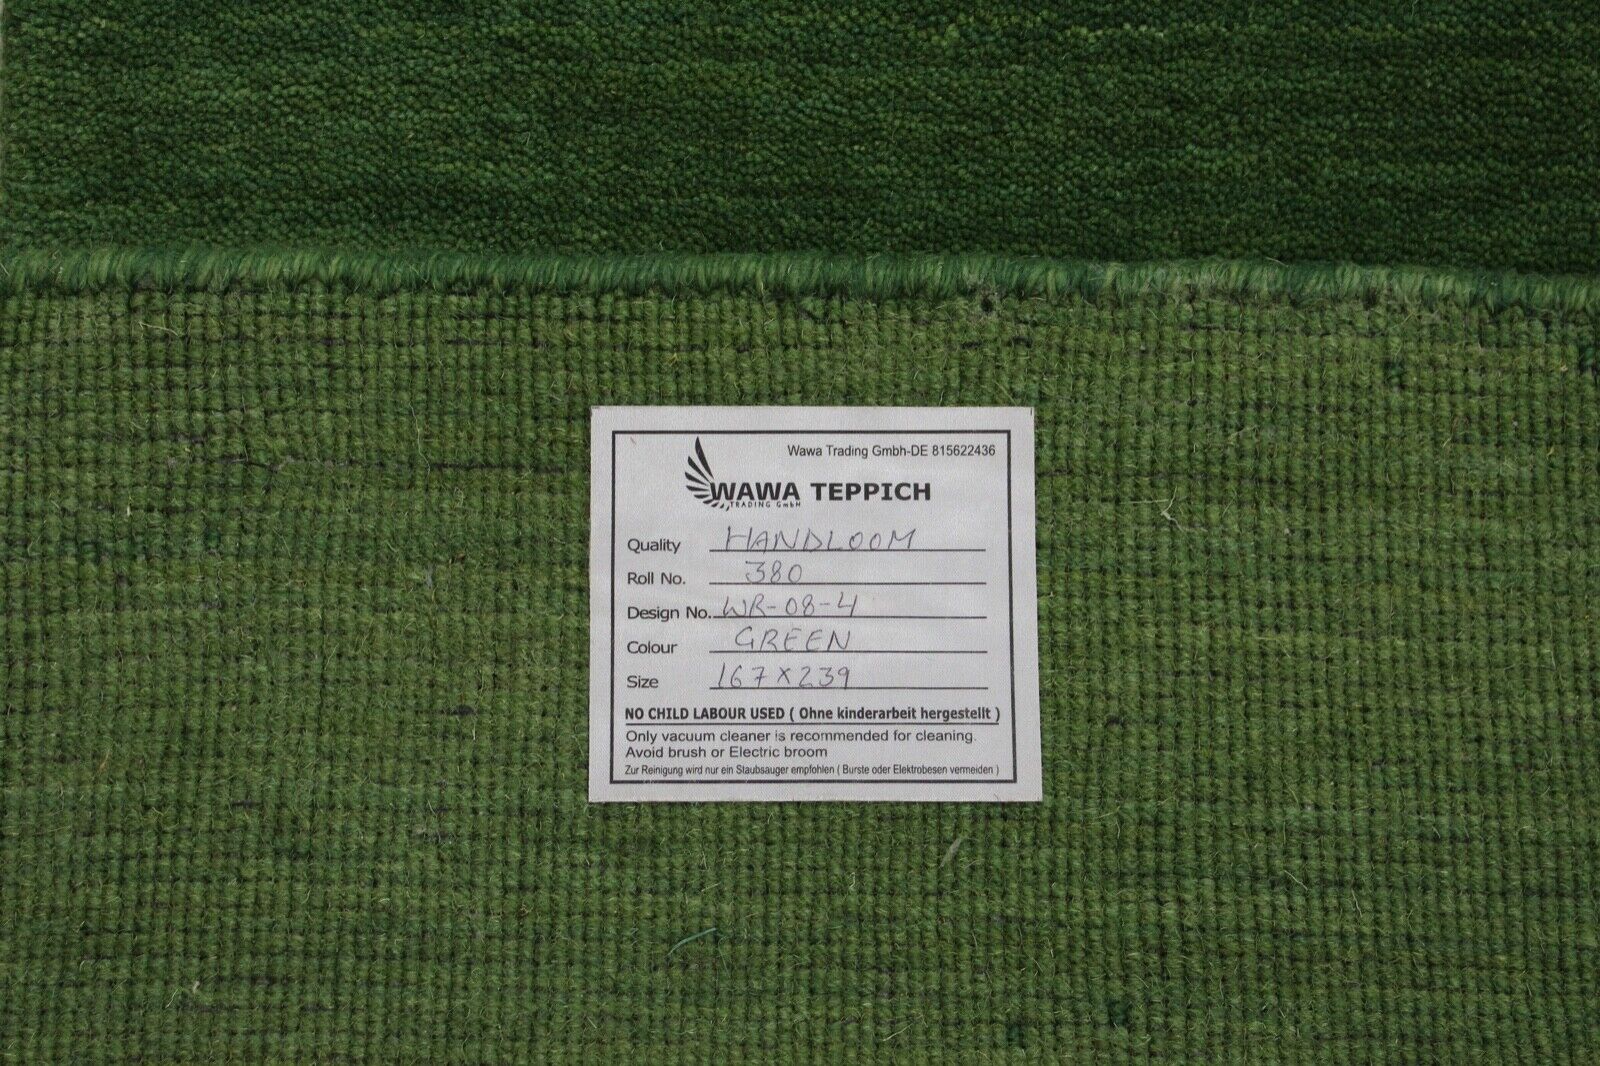 Wawa Trading Gmbh-DE 815622436
WAWA TEPPICH
TRADING GmbH
Quality HANDLOOM
Roll No. 380
Design No. WR-08-4
Colour GREEN
Size 167x239
NO CHILD LABOUR USED ( Ohne kinderarbeit hergestellt )
Only vacuum cleaner is recommended for cleaning.
Avoid brush or Electric broom
Zur Reinigung wird nur ein Staubsauger empfohlen ( Burste oder Elektrobesen vermeiden )